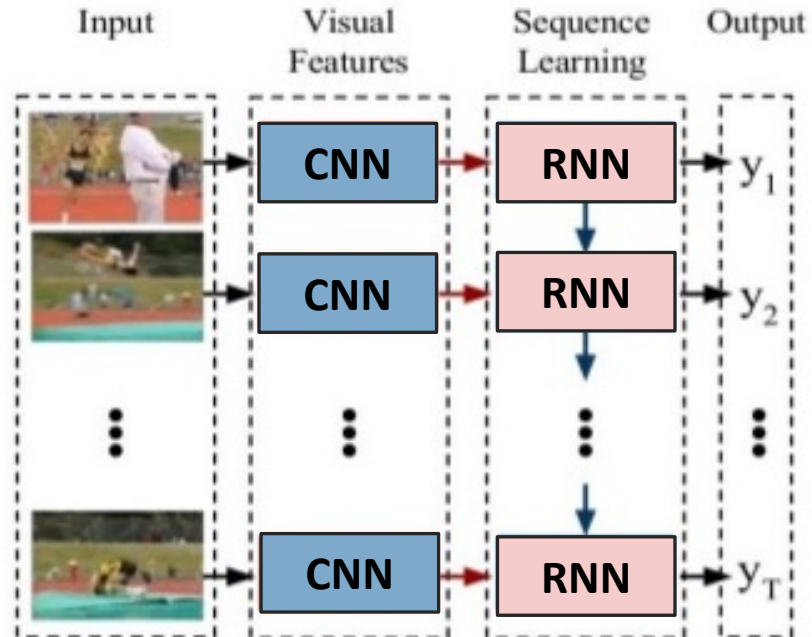 Input
Visual
Features
Sequence
Learning
Output
CNN
RNN
y1
CNN
RNN
y2
CNN
RNN
yT